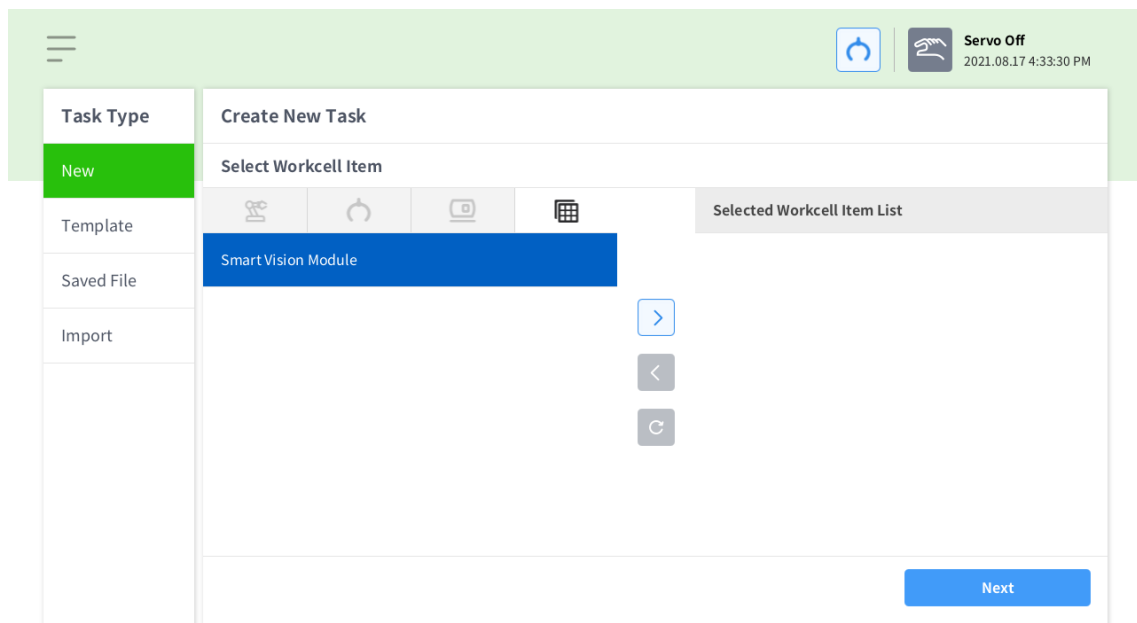 Servo Off
2021.08.17 4:33:30 PM
Task Type
New
Template
Saved File
Import
Create New Task
Select Workcell Item
Smart Vision Module
Selected Workcell Item List
Next